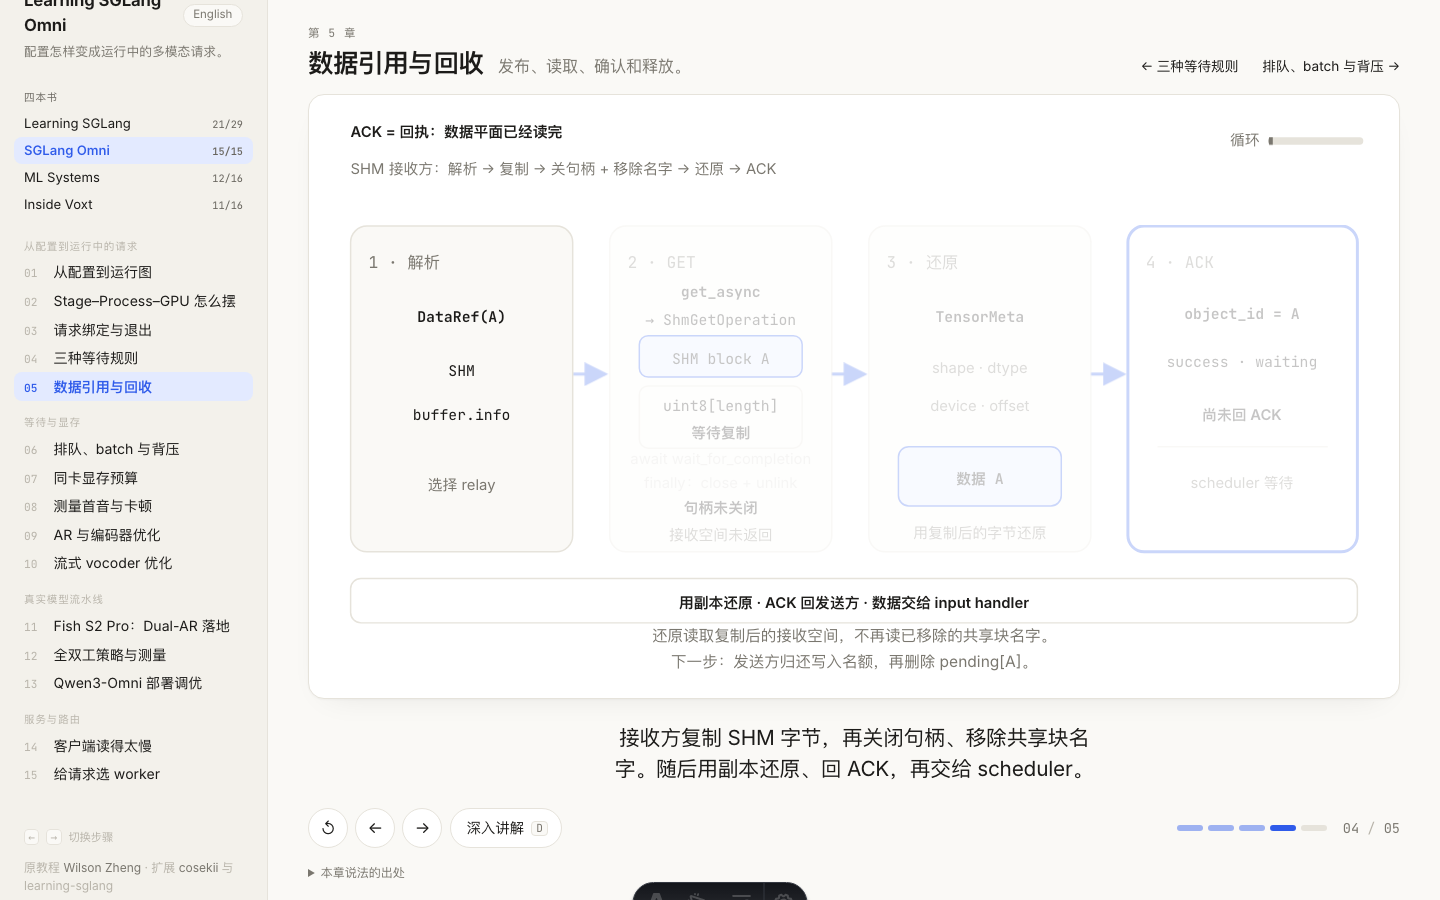 Learning SGLang
Omni
English
配置怎样变成运行中的多模态请求。
四本书
Learning SGLang 21/29
SGLang Omni 15/15
ML Systems 12/16
Inside Voxt 11/16
从配置到运行中的请求
01 从配置到运行图
02 Stage–Process–GPU 怎么摆
03 请求绑定与退出
04 三种等待规则
05 数据引用与回收
等待与显存
06 排队、batch 与背压
07 同卡显存预算
08 测量首音与卡顿
09 AR 与编码器优化
10 流式 vocoder 优化
真实模型流水线
11 Fish S2 Pro：Dual-AR 落地
12 全双工策略与测量
13 Qwen3-Omni 部署调优
服务与路由
14 客户端读得太慢
15 给请求选 worker
← → 切换步骤
原教程 Wilson Zheng · 扩展 cosekii 与
learning-sglang
第 5 章
数据引用与回收 发布、读取、确认和释放。
← 三种等待规则 排队、batch 与背压 →
ACK = 回执：数据平面已经读完
循环
SHM 接收方：解析 → 复制 → 关句柄 + 移除名字 → 还原 → ACK
1 · 解析
DataRef(A)
SHM
buffer.info
选择 relay
2 · GET
get_async
→ ShmGetOperation
SHM block A
uint8[length]
等待复制
await wait_for_completion
finally: close + unlink
句柄未关闭
接收空间未返回
3 · 还原
TensorMeta
shape · dtype
device · offset
数据 A
用复制后的字节还原
4 · ACK
object_id = A
success · waiting
尚未回 ACK
scheduler 等待
用副本还原 · ACK 回发送方 · 数据交给 input handler
还原读取复制后的接收空间，不再读已移除的共享块名字。
下一步：发送方归还写入名额，再删除 pending[A]。
接收方复制 SHM 字节，再关闭句柄、移除共享块名
字。随后用副本还原、回 ACK，再交给 scheduler。
深入讲解 D
04 / 05
本章说法的出处